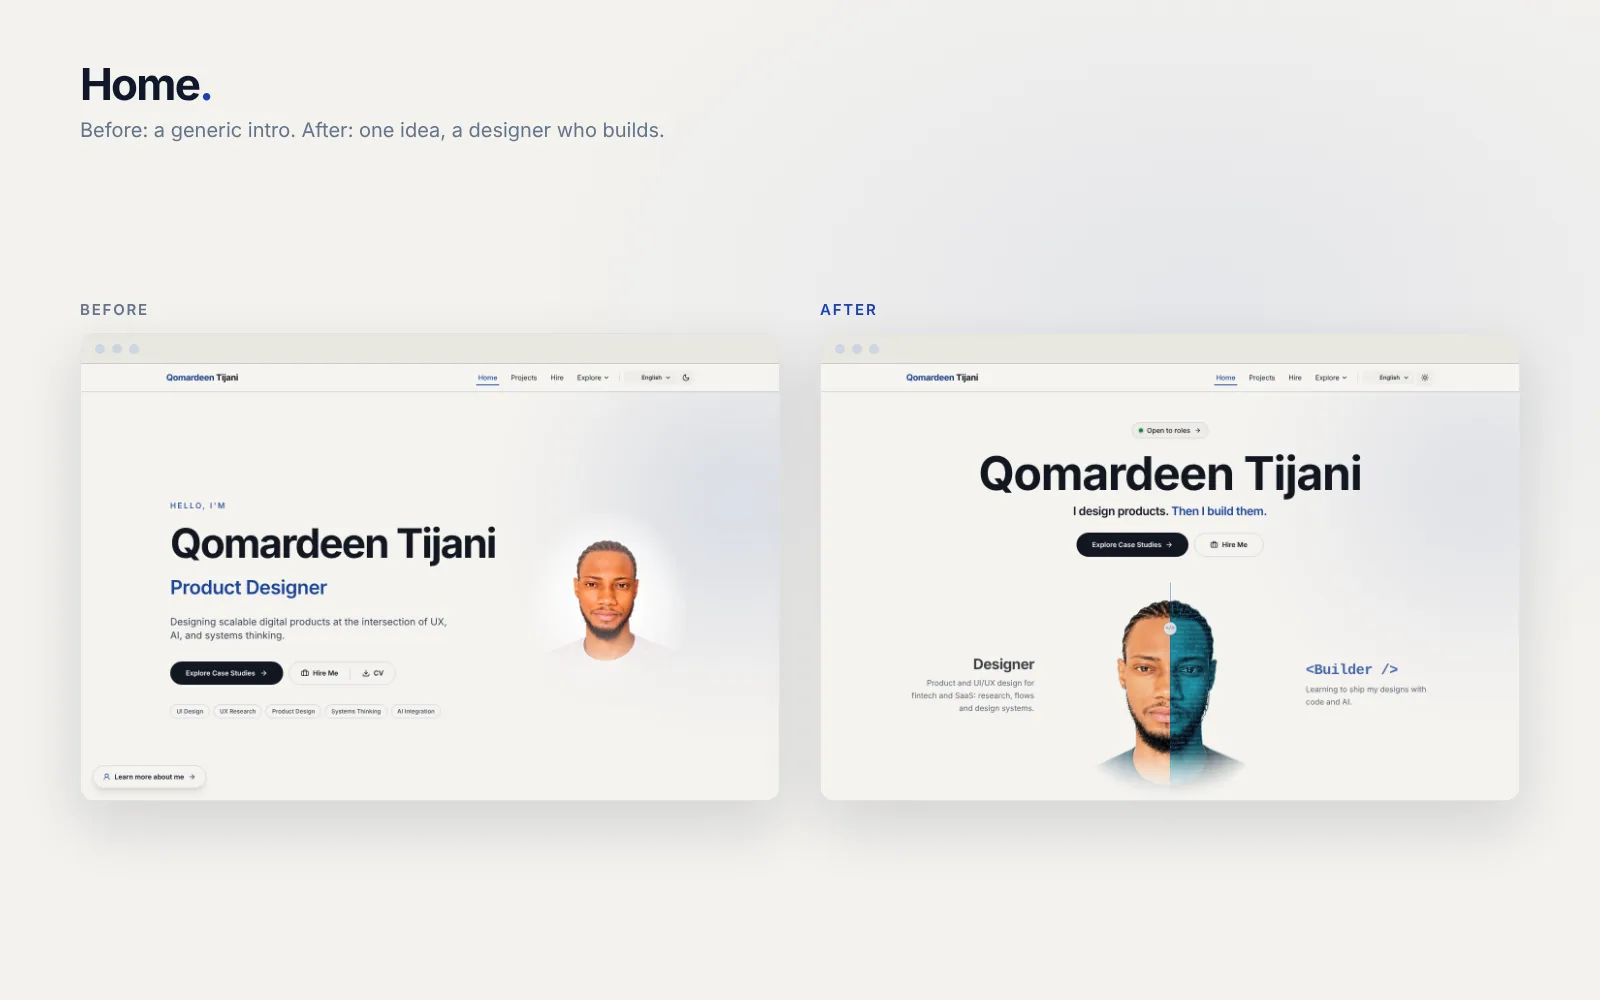 Home.
Before: a generic intro. After: one idea, a designer who builds.
BEFORE
Qomardeen Tijani
Home Projects Hire Explore English
HELLO, I'M
Qomardeen Tijani
Product Designer
Designing scalable digital products at the intersection of UX,
AI, and systems thinking.
Explore Case Studies → Hire Me CV
UI Design UX Research Product Design Systems Thinking AI Integration
Learn more about me →
AFTER
Qomardeen Tijani
Home Projects Hire Explore English
Open to roles →
Qomardeen Tijani
I design products. Then I build them.
Explore Case Studies → Hire Me
Designer
Product and UI/UX design for
fintech and SaaS: research, flows
and design systems.
<Builder />
Learning to ship my designs with
code and AI.